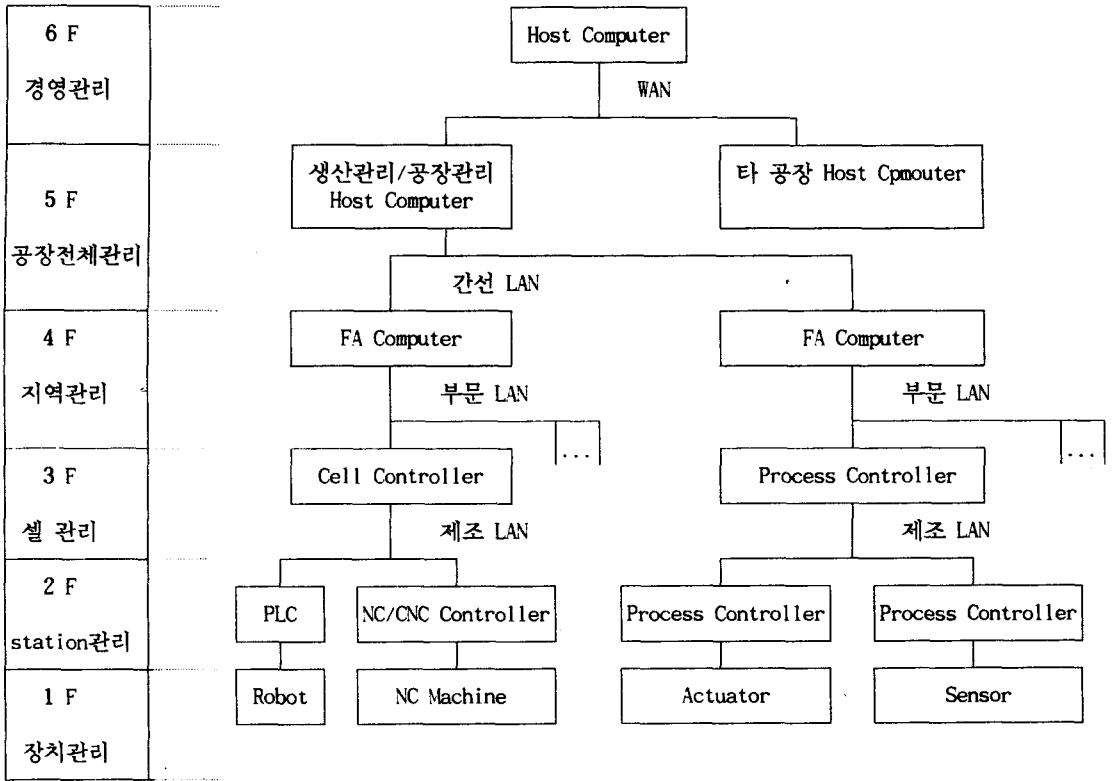 6 F
경영관리
Host Computer
WAN
5 F
공장전체관리
생산관리/공장관리
Host Computer
타 공장 Host Cpmouter
간선 LAN
4 F
지역관리
FA Computer
FA Computer
부문 LAN
부문 LAN
...
...
3 F
셀 관리
Cell Controller
Process Controller
제조 LAN
제조 LAN
2 F
station관리
PLC
NC/CNC Controller
Process Controller
Process Controller
1 F
장치관리
Robot
NC Machine
Actuator
Sensor